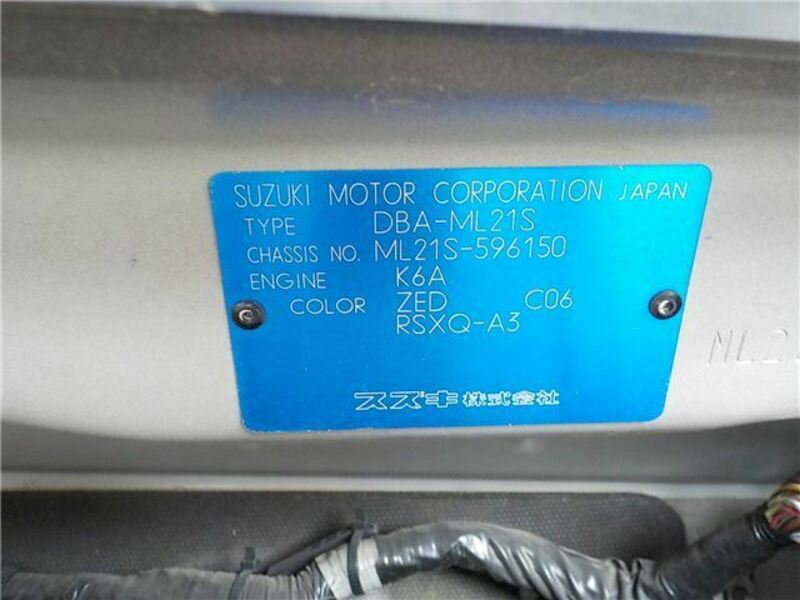 SUZUKI MOTOR CORPORATION JAPAN
TYPE DBA-ML21S
CHASSIS NO. ML21S-596150
ENGINE K6A
COLOR ZED C06
RSXQ-A3
スズキ株式会社
ML2